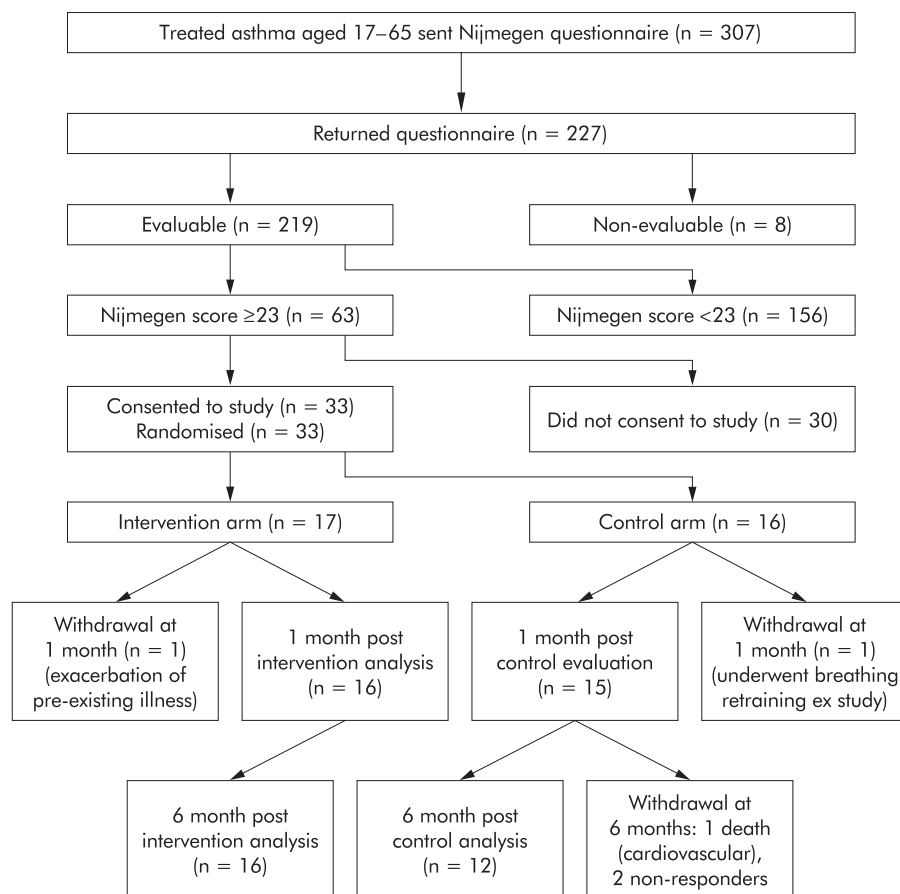 Treated asthma aged 17–65 sent Nijmegen questionnaire (n = 307)
Returned questionnaire (n = 227)
Evaluable (n = 219)
Non-evaluable (n = 8)
Nijmegen score ≥23 (n = 63)
Nijmegen score <23 (n = 156)
Consented to study (n = 33)
Randomised (n = 33)
Did not consent to study (n = 30)
Intervention arm (n = 17)
Control arm (n = 16)
Withdrawal at
1 month (n = 1)
(exacerbation of
pre-existing illness)
1 month post
intervention analysis
(n = 16)
1 month post
control evaluation
(n = 15)
Withdrawal at
1 month (n = 1)
(underwent breathing
retraining ex study)
6 month post
intervention analysis
(n = 16)
6 month post
control analysis
(n = 12)
Withdrawal at
6 months: 1 death
(cardiovascular),
2 non-responders